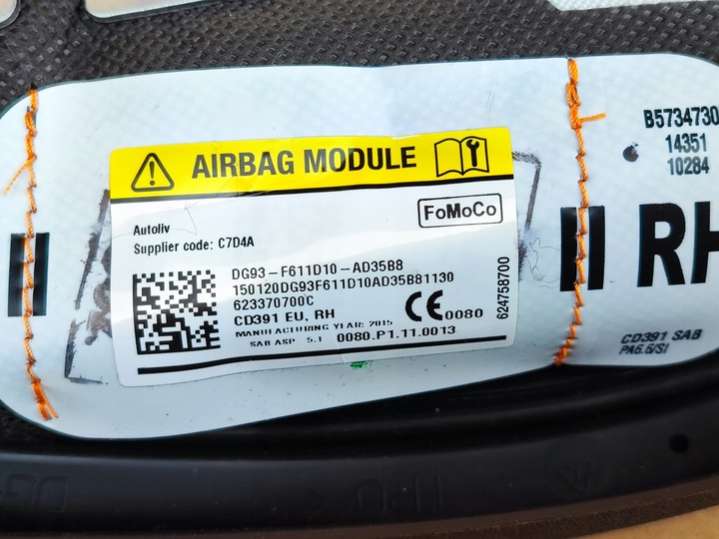 AIRBAG MODULE
FoMoCo
Autoliv
Supplier code: C7D4A
DG93-F611D10-AD35B8
150120DG93F611D10AD35B81130
623370700C
CD391 EU, RH
CE 0080
MANUFACTURING YEAR: 2015
SAB ASP 5.1 0080.P1.11.0013
624758700
B5734730
14351
10284
II RH
CD391 SAB
PA6.6/SI